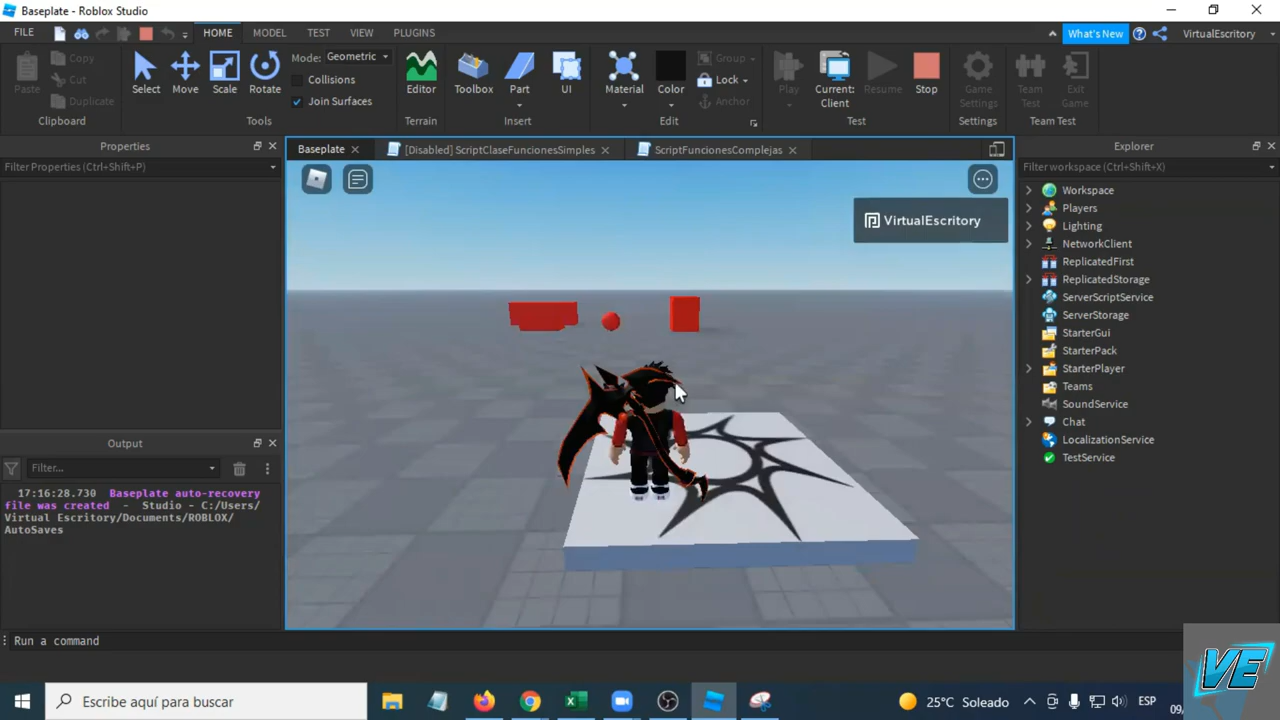 Baseplate - Roblox Studio
FILE HOME MODEL TEST VIEW PLUGINS What's New VirtualEscritory
Paste Copy Cut Duplicate Clipboard
Select Move Scale Rotate Mode: Geometric Collisions Join Surfaces Tools
Editor Terrain
Toolbox Part UI Insert
Material Color Group Lock Anchor Edit
Play Current: Client Resume Stop Test
Game Settings Settings
Team Test Exit Game Team Test
Properties
Filter Properties (Ctrl+Shift+P)
Output
Filter...
17:16:28.730 Baseplate auto-recovery
file was created - Studio - C:/Users/
Virtual Escritory/Documents/ROBLOX/
AutoSaves
Baseplate [Disabled] ScriptClaseFuncionesSimples ScriptFuncionesComplejas
VirtualEscritory
Explorer
Filter workspace (Ctrl+Shift+X)
Workspace
Players
Lighting
NetworkClient
ReplicatedFirst
ReplicatedStorage
ServerScriptService
ServerStorage
StarterGui
StarterPack
StarterPlayer
Teams
SoundService
Chat
LocalizationService
TestService
Run a command
VE
Escribe aquí para buscar
25°C Soleado
ESP
09/